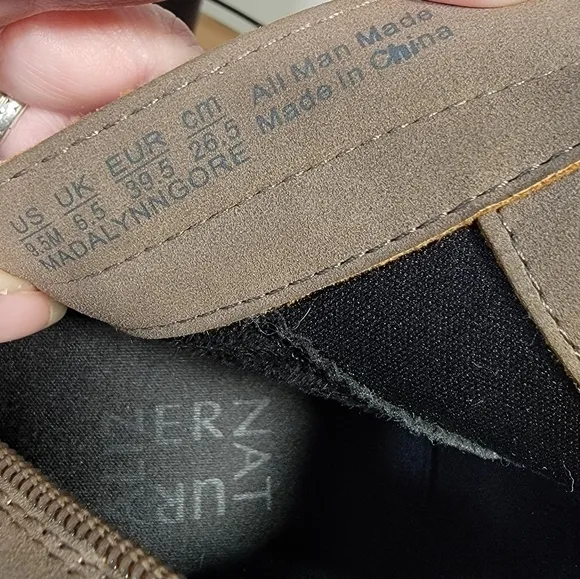 US UK EUR cm All Man Made
9.5M 6.5 39.5 26.5 Made In China
MADALYNNGORE
ER
NAT
UR